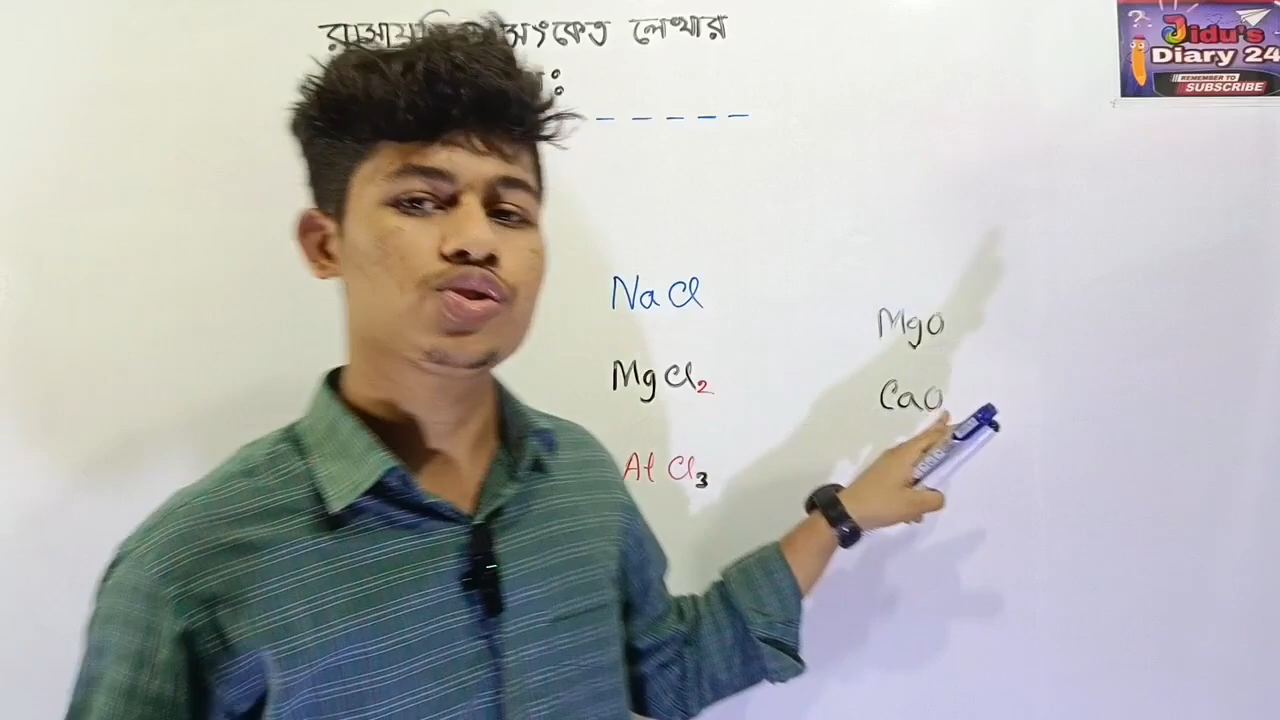 সংকেত লেখার
Jidu's
Diary 24
REMEMBER TO
SUBSCRIBE
NaCl
MgCl2
AlCl3
MgO
CaO